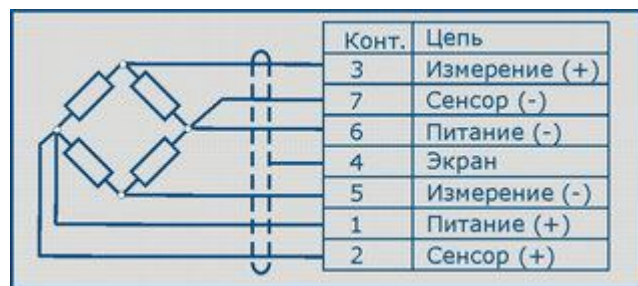 Конт. Цепь
3 Измерение (+)
7 Сенсор (-)
6 Питание (-)
4 Экран
5 Измерение (-)
1 Питание (+)
2 Сенсор (+)